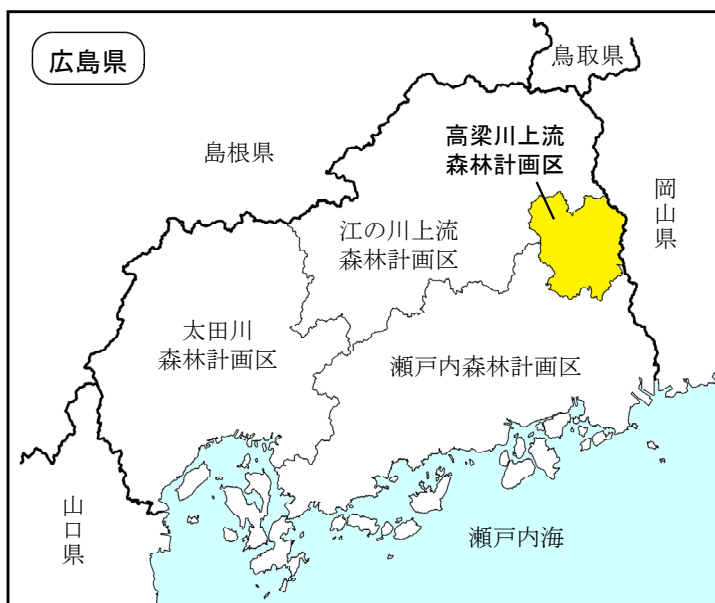 広島県
鳥取県
高梁川上流
森林計画区
島根県
岡山県
江の川上流
森林計画区
太田川
森林計画区
瀬戸内森林計画区
山口県
瀬戸内海